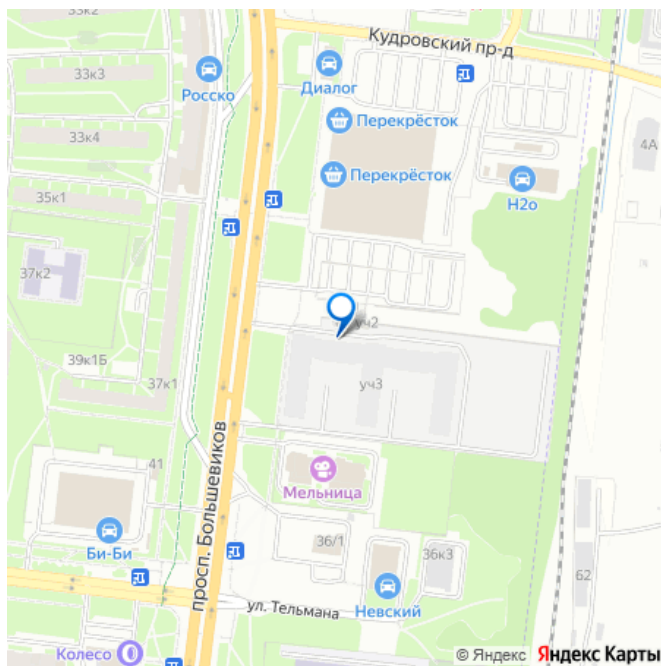 33к2
Кудровский пр-д
33к3
Росско
Диалог
Перекрёсток
33к4
4А
Перекрёсток
Н2о
35к1
37к2
уч2
39к1Б
37к1
уч3
просп. Большевиков
41
Мельница
Би-Би
36/1
36к3
62
ул. Тельмана
Невский
Колесо
© Яндекс Яндекс Карты